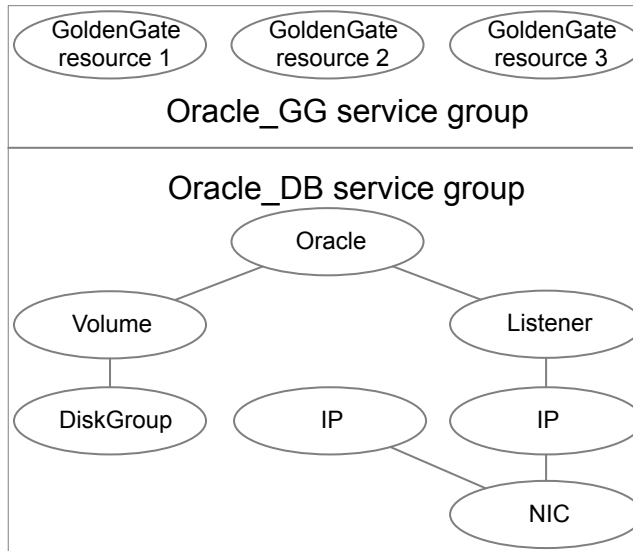 GoldenGate
resource 1
GoldenGate
resource 2
GoldenGate
resource 3
Oracle_GG service group
Oracle_DB service group
Oracle
Volume
Listener
DiskGroup
IP
IP
NIC